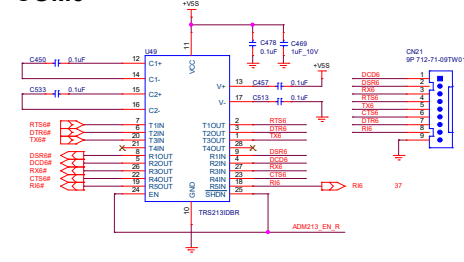 +V5S
U49
C478
0.1uF
C469
1uF_10V
CN21
9P 712-71-09TW01
C450 0.1uF
12 C1+
14 C1-
C533 0.1uF
15 C2+
16 C2-
11
VCC
V+ 13 C457 0.1uF +V5S
V- 17 C513 0.1uF
DCD6 1
DSR6 2
RX6 3
RTS6 4
TX6 5
CTS6 6
DTR6 7
RI6 8
9
RTS6# 7 T1IN T1OUT 2 RTS6
DTR6# 6 T2IN T2OUT 3 DTR6
TX6# 20 T3IN T3OUT 1 TX6
21 T4IN T4OUT 28
DSR6# 8 R1OUT R1IN 9 DSR6
DCD6# 5 R2OUT R2IN 4 DCD6
RX6# 26 R3OUT R3IN 27 RX6
CTS6# 22 R4OUT R4IN 23 CTS6
RI6# 19 R5OUT R5IN 18 RI6 RI6 37
24 EN SHDN 25
GND
10
TRS213IDBR
ADM213_EN_R